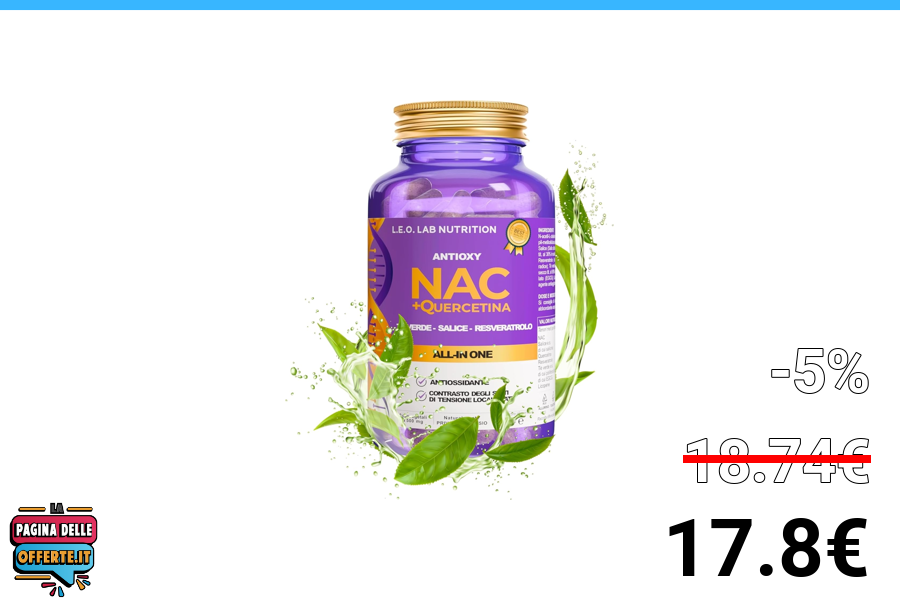 L.E.O. LAB NUTRITION
ANTIOXY
NAC
+QUERCETINA
VERDE - SALICE - RESVERATROLO
ALL-IN ONE
ANTIOSSIDANTE
CONTRASTO DEGLI
DI TENSIONE
-5%
18.74€
17.8€
LA
PAGINA DELLE
OFFERTE.IT